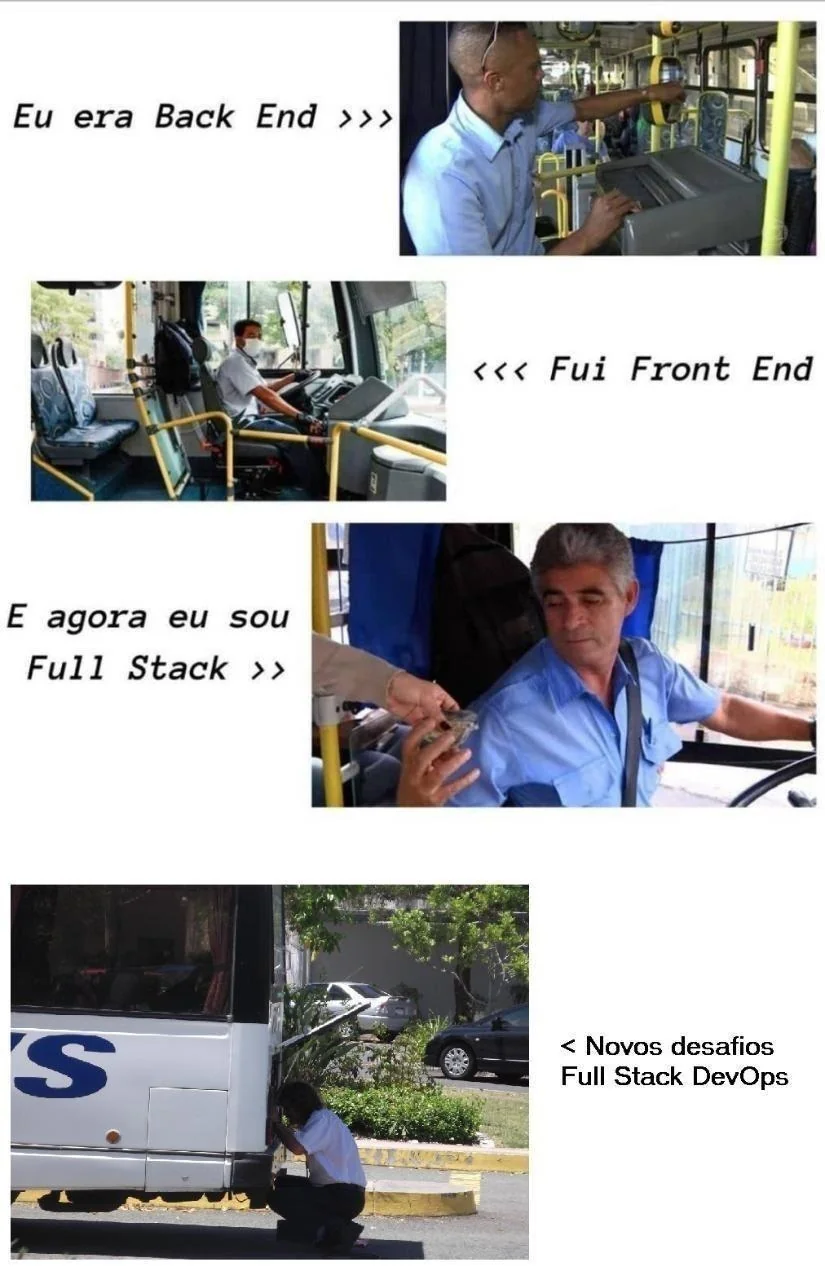 Eu era Back End >>>
<<< Fui Front End
E agora eu sou
Full Stack >>
< Novos desafios
Full Stack DevOps
S